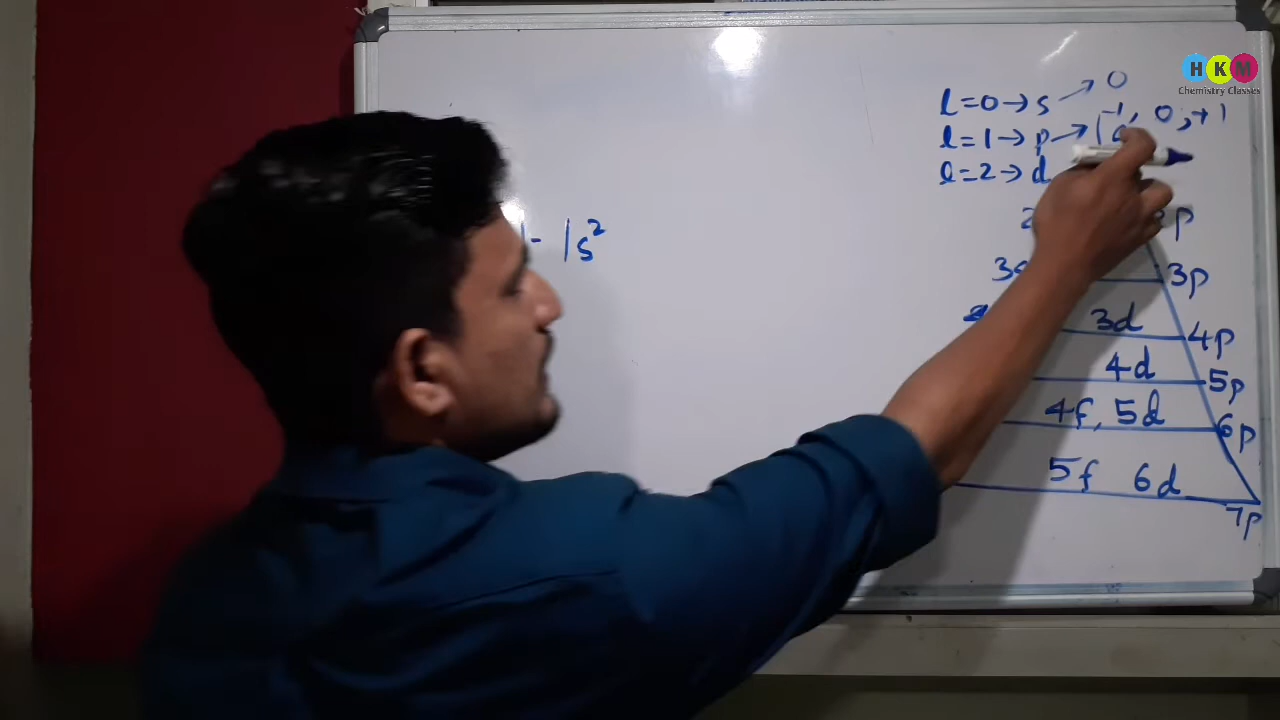 HKM
Chemistry Classes
l=0→s → 0
l=1→p → -1, 0, +1
l=2→d
1s²
p
3p
3d 4p
4d 5p
4f, 5d 6p
5f 6d
7p